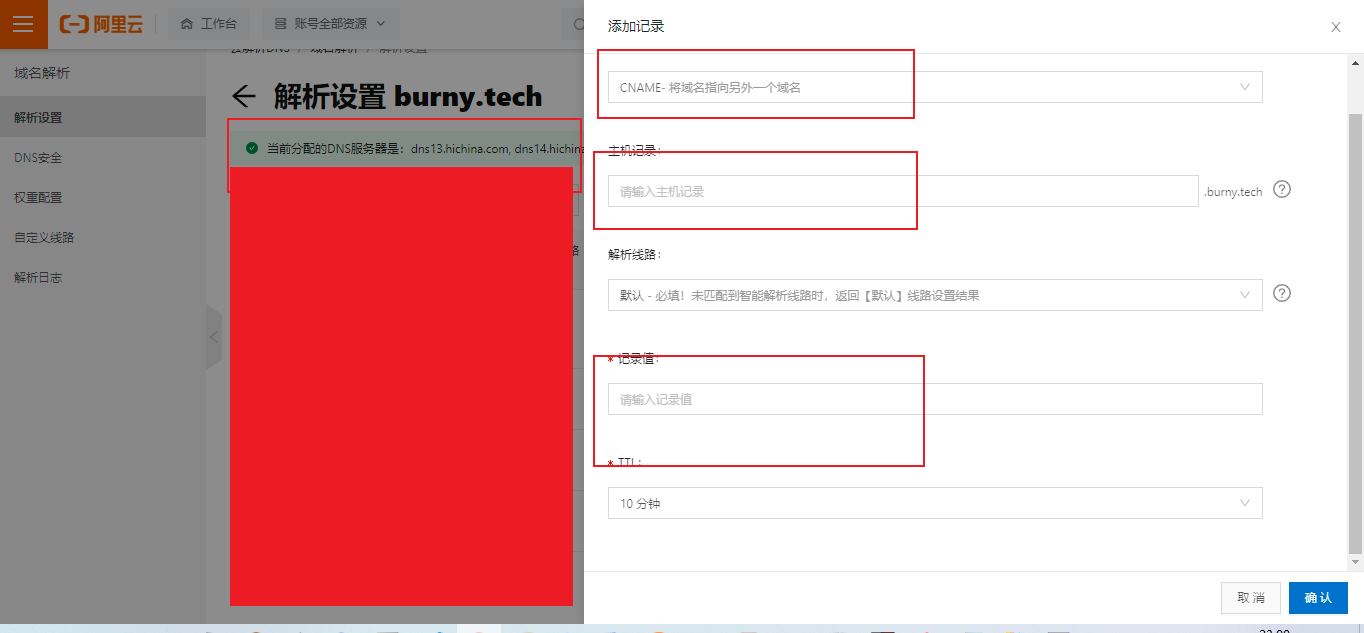 阿里云
工作台
账号全部资源
域名解析
解析设置
DNS安全
权重配置
自定义线路
解析日志
云解析DNS / 域名解析 / 解析设置
解析设置 burny.tech
当前分配的DNS服务器是：dns13.hichina.com, dns14.hichina
添加记录
CNAME- 将域名指向另外一个域名
主机记录：
请输入主机记录
.burny.tech
解析线路：
默认 - 必填！未匹配到智能解析线路时，返回【默认】线路设置结果
* 记录值：
请输入记录值
* TTL：
10 分钟
取消
确认